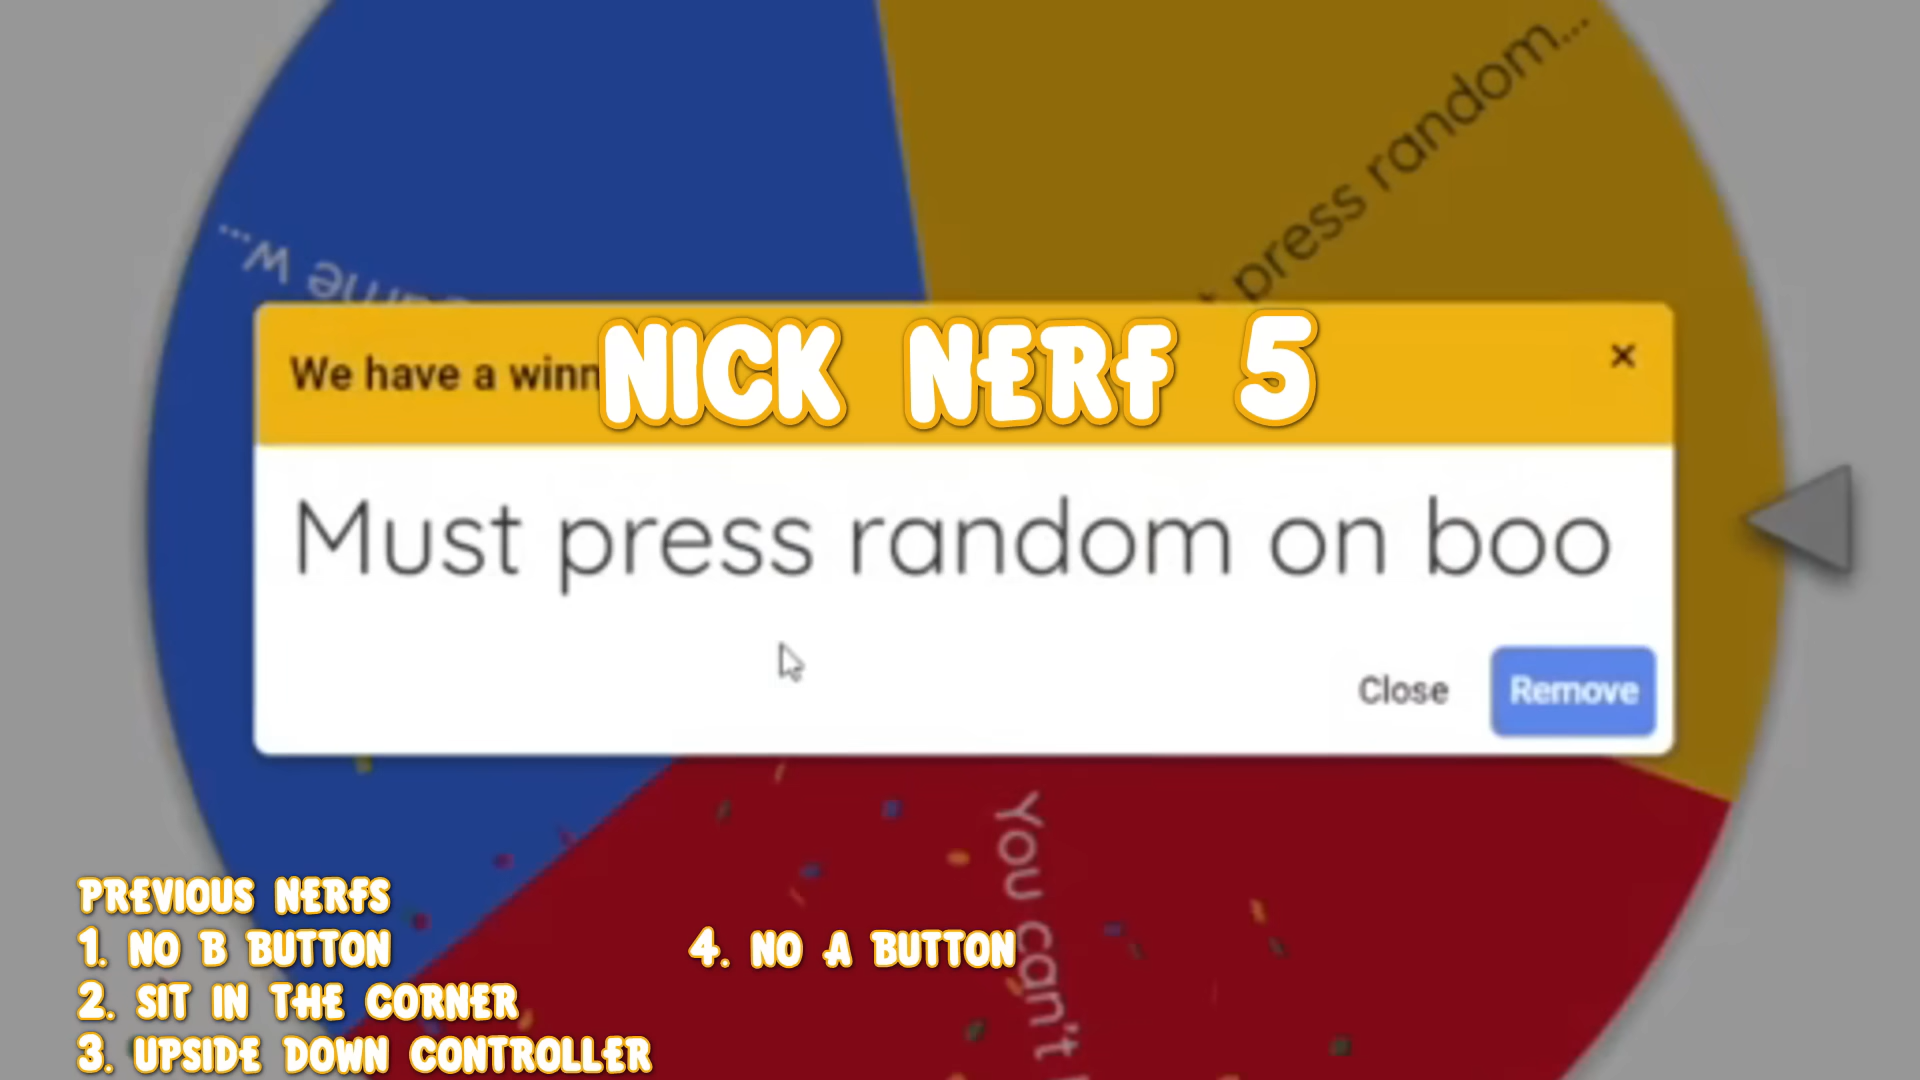 press random...
NICK NERF 5
We have a winn
Must press random on boo
Close
Remove
You can't
PREVIOUS NERFS
1. NO B BUTTON
2. SIT IN THE CORNER
3. UPSIDE DOWN CONTROLLER
4. NO A BUTTON